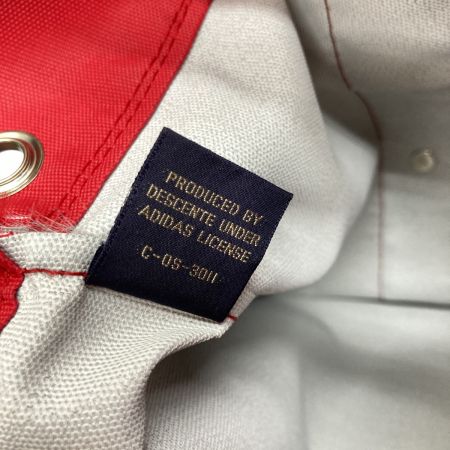 PRODUCED BY
DESCENTE UNDER
ADIDAS LICENSE
C-OS-3011